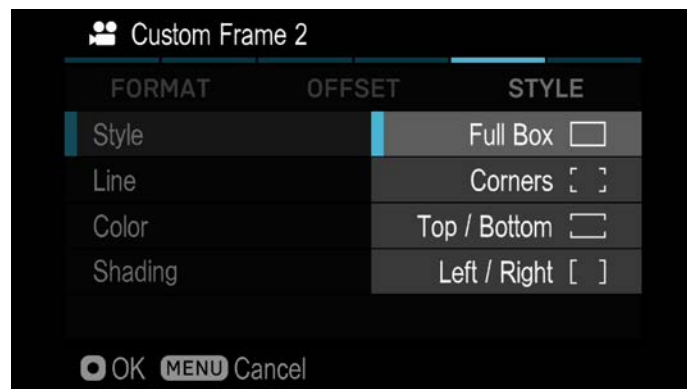 Custom Frame 2
FORMAT OFFSET STYLE
Style Full Box
Line Corners
Color Top / Bottom
Shading Left / Right
OK MENU Cancel